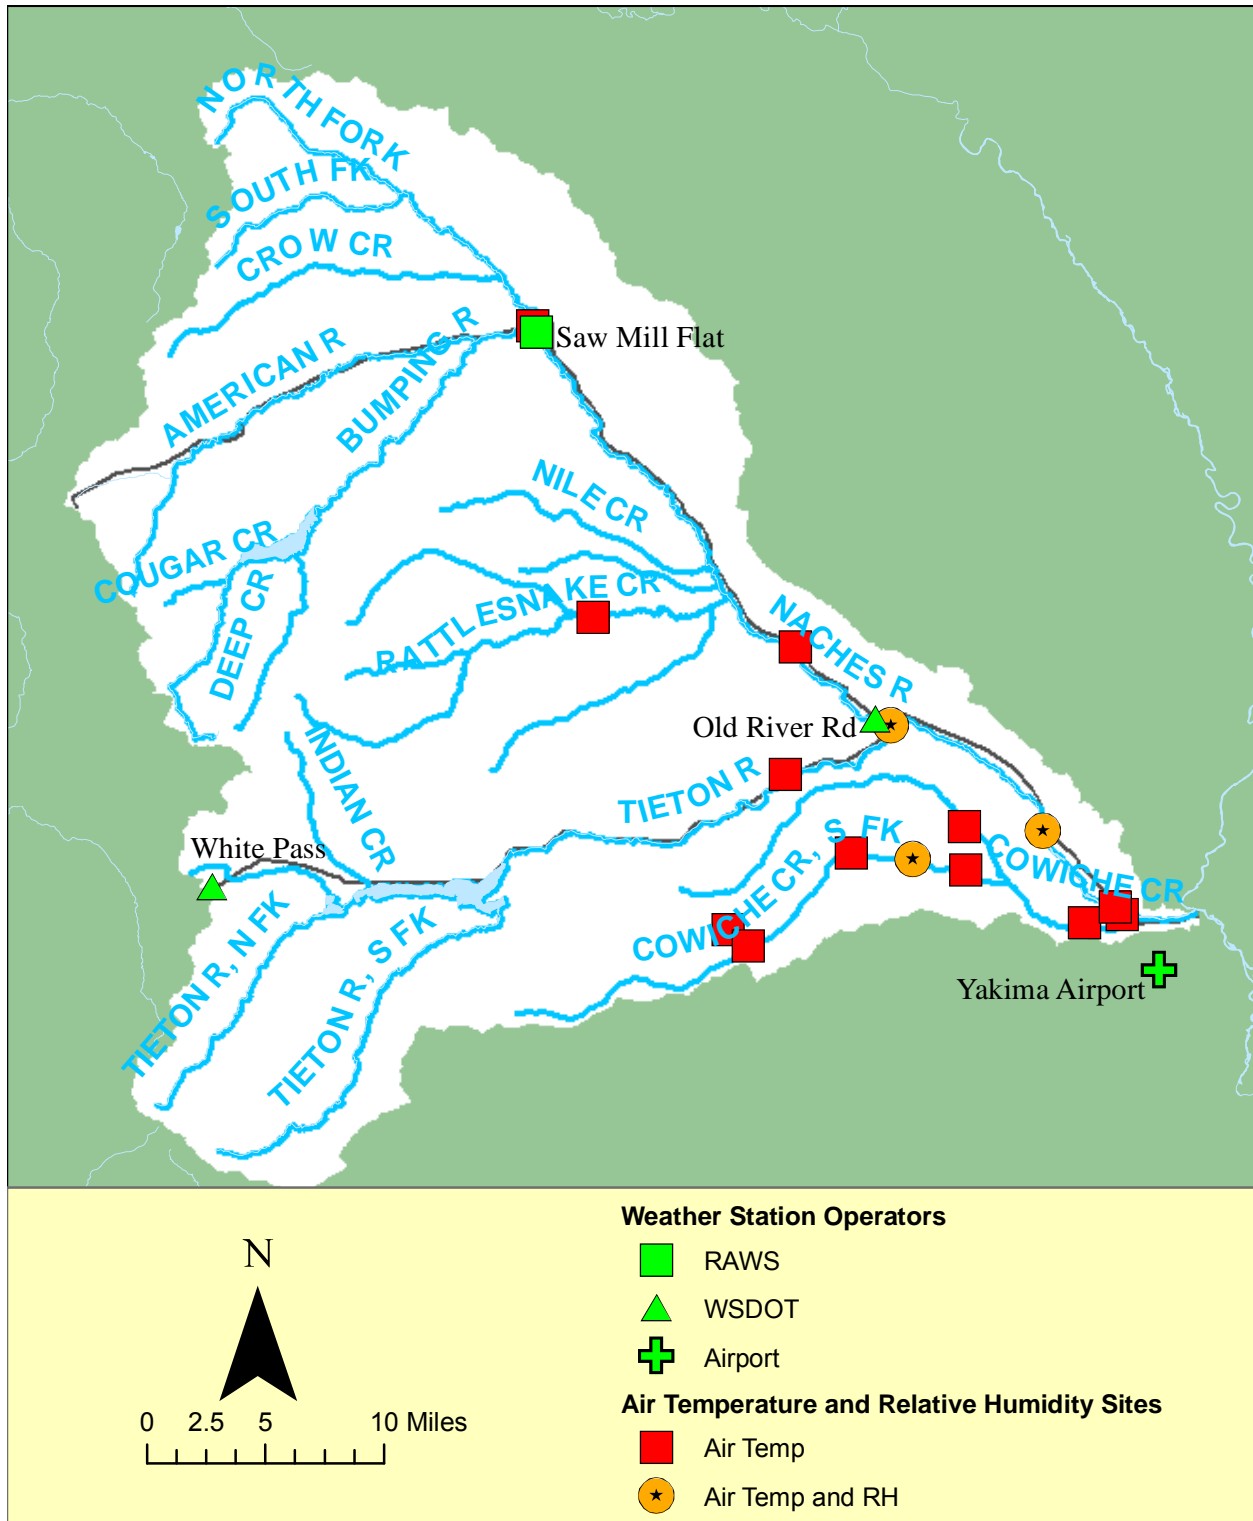 NORTH FORK
SOUTH FK
CROW CR
AMERICAN R
BUMPING R
Saw Mill Flat
NILE CR
COUGAR CR
DEEP CR
RATTLESNAKE CR
NACHES R
Old River Rd
INDIAN CR
TIETON R
White Pass
COWICHE CR, S FK
COWICHE CR
TIETON R, N FK
TIETON R, S FK
Yakima Airport
N
0 2.5 5 10 Miles
Weather Station Operators
RAWS
WSDOT
Airport
Air Temperature and Relative Humidity Sites
Air Temp
Air Temp and RH